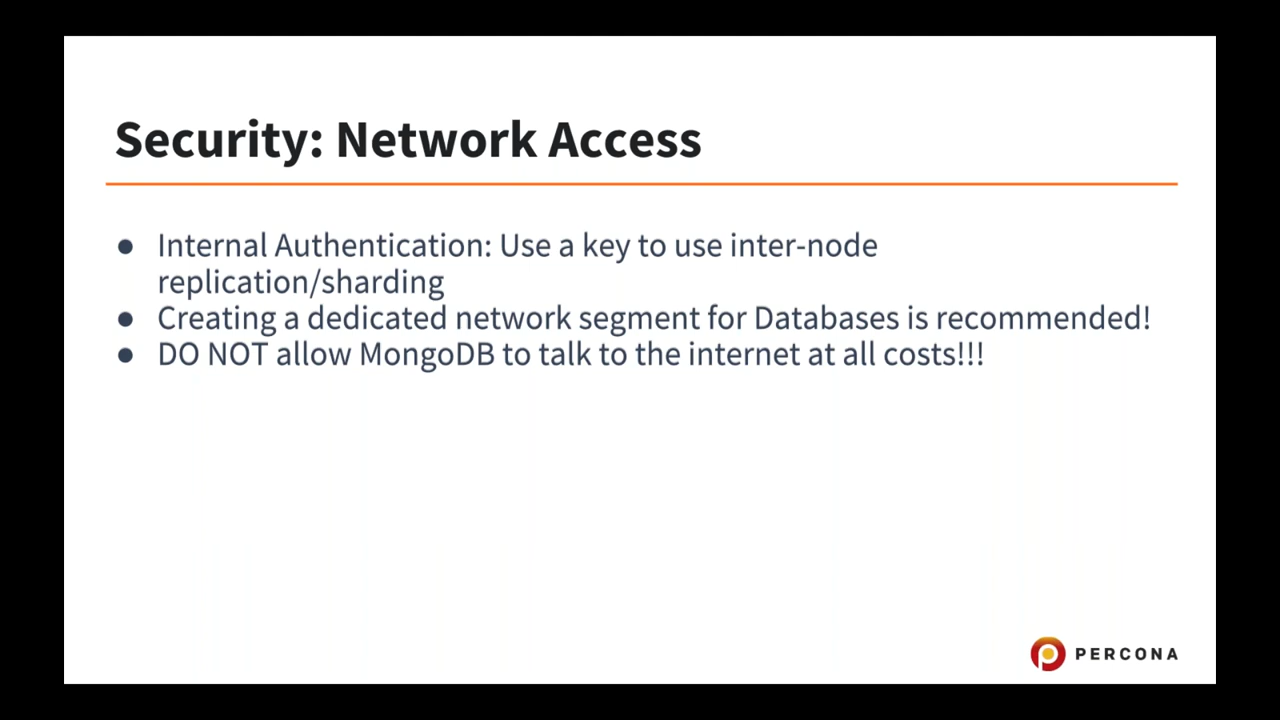 Security: Network Access
● Internal Authentication: Use a key to use inter-node
replication/sharding
● Creating a dedicated network segment for Databases is recommended!
● DO NOT allow MongoDB to talk to the internet at all costs!!!
PERCONA